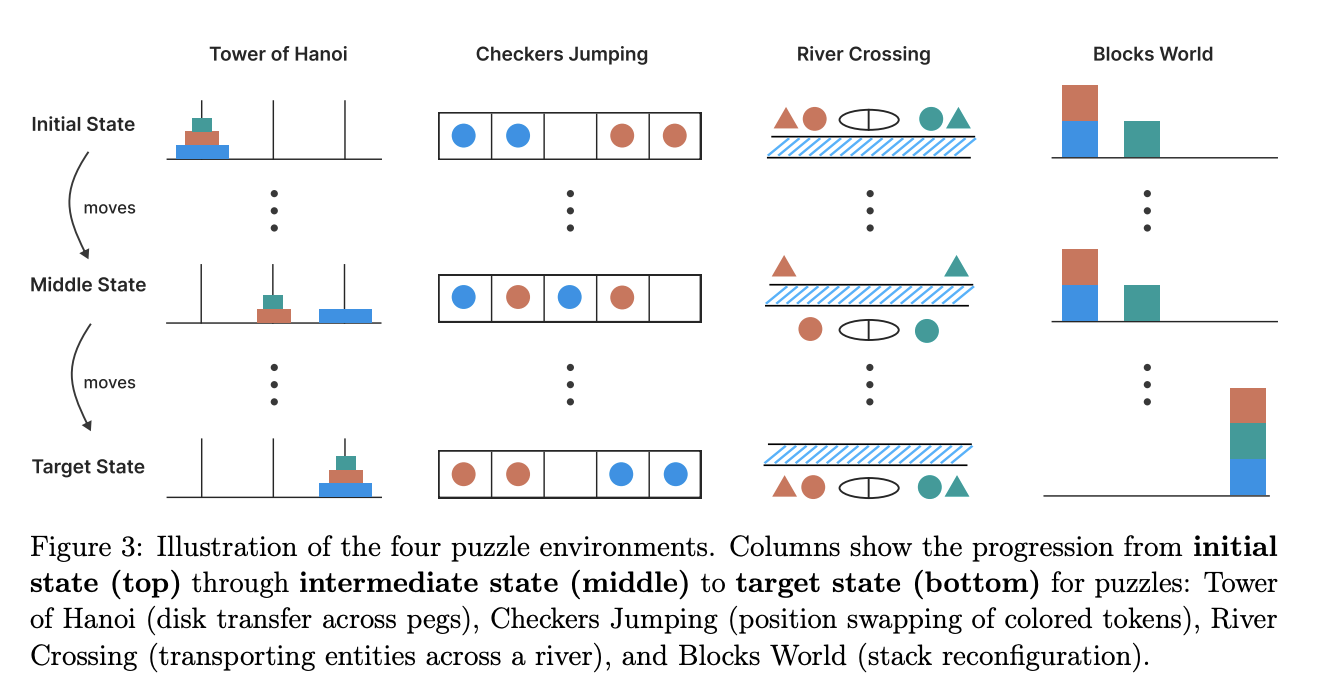 Tower of Hanoi Checkers Jumping River Crossing Blocks World
Initial State
moves
Middle State
moves
Target State
Figure 3: Illustration of the four puzzle environments. Columns show the progression from initial
state (top) through intermediate state (middle) to target state (bottom) for puzzles: Tower
of Hanoi (disk transfer across pegs), Checkers Jumping (position swapping of colored tokens), River
Crossing (transporting entities across a river), and Blocks World (stack reconfiguration).